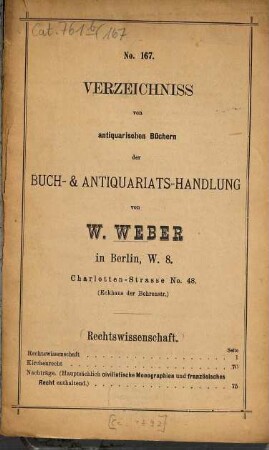 Cat. 761 c/167
No. 167.
VERZEICHNISS
von
antiquarischen Büchern
der
BUCH- & ANTIQUARIATS-HANDLUNG
von
W. WEBER
in Berlin, W. 8.
Charlotten-Strasse No. 48.
(Eckhaus der Behrenstr.)
(Rechtswissenschaft.)
Seite
Rechtswissenschaft 1
Kirchenrecht 70
Nachträge. (Hauptsächlich civilistische Monographien und französisches
Recht enthaltend.) 75